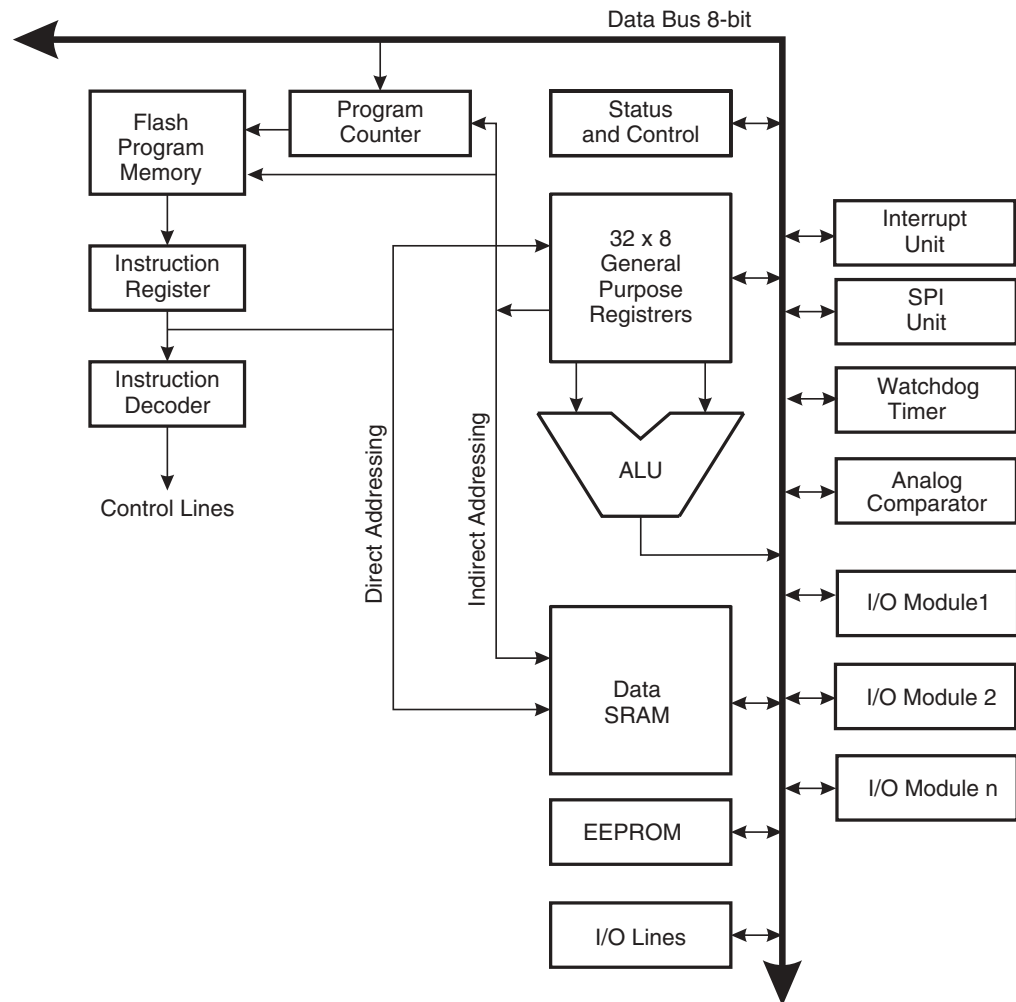 Data Bus 8-bit
Flash
Program
Memory
Program
Counter
Status
and Control
Instruction
Register
32 x 8
General
Purpose
Registrers
Interrupt
Unit
SPI
Unit
Instruction
Decoder
Watchdog
Timer
ALU
Analog
Comparator
Control Lines
Direct Addressing
Indirect Addressing
I/O Module1
Data
SRAM
I/O Module 2
I/O Module n
EEPROM
I/O Lines